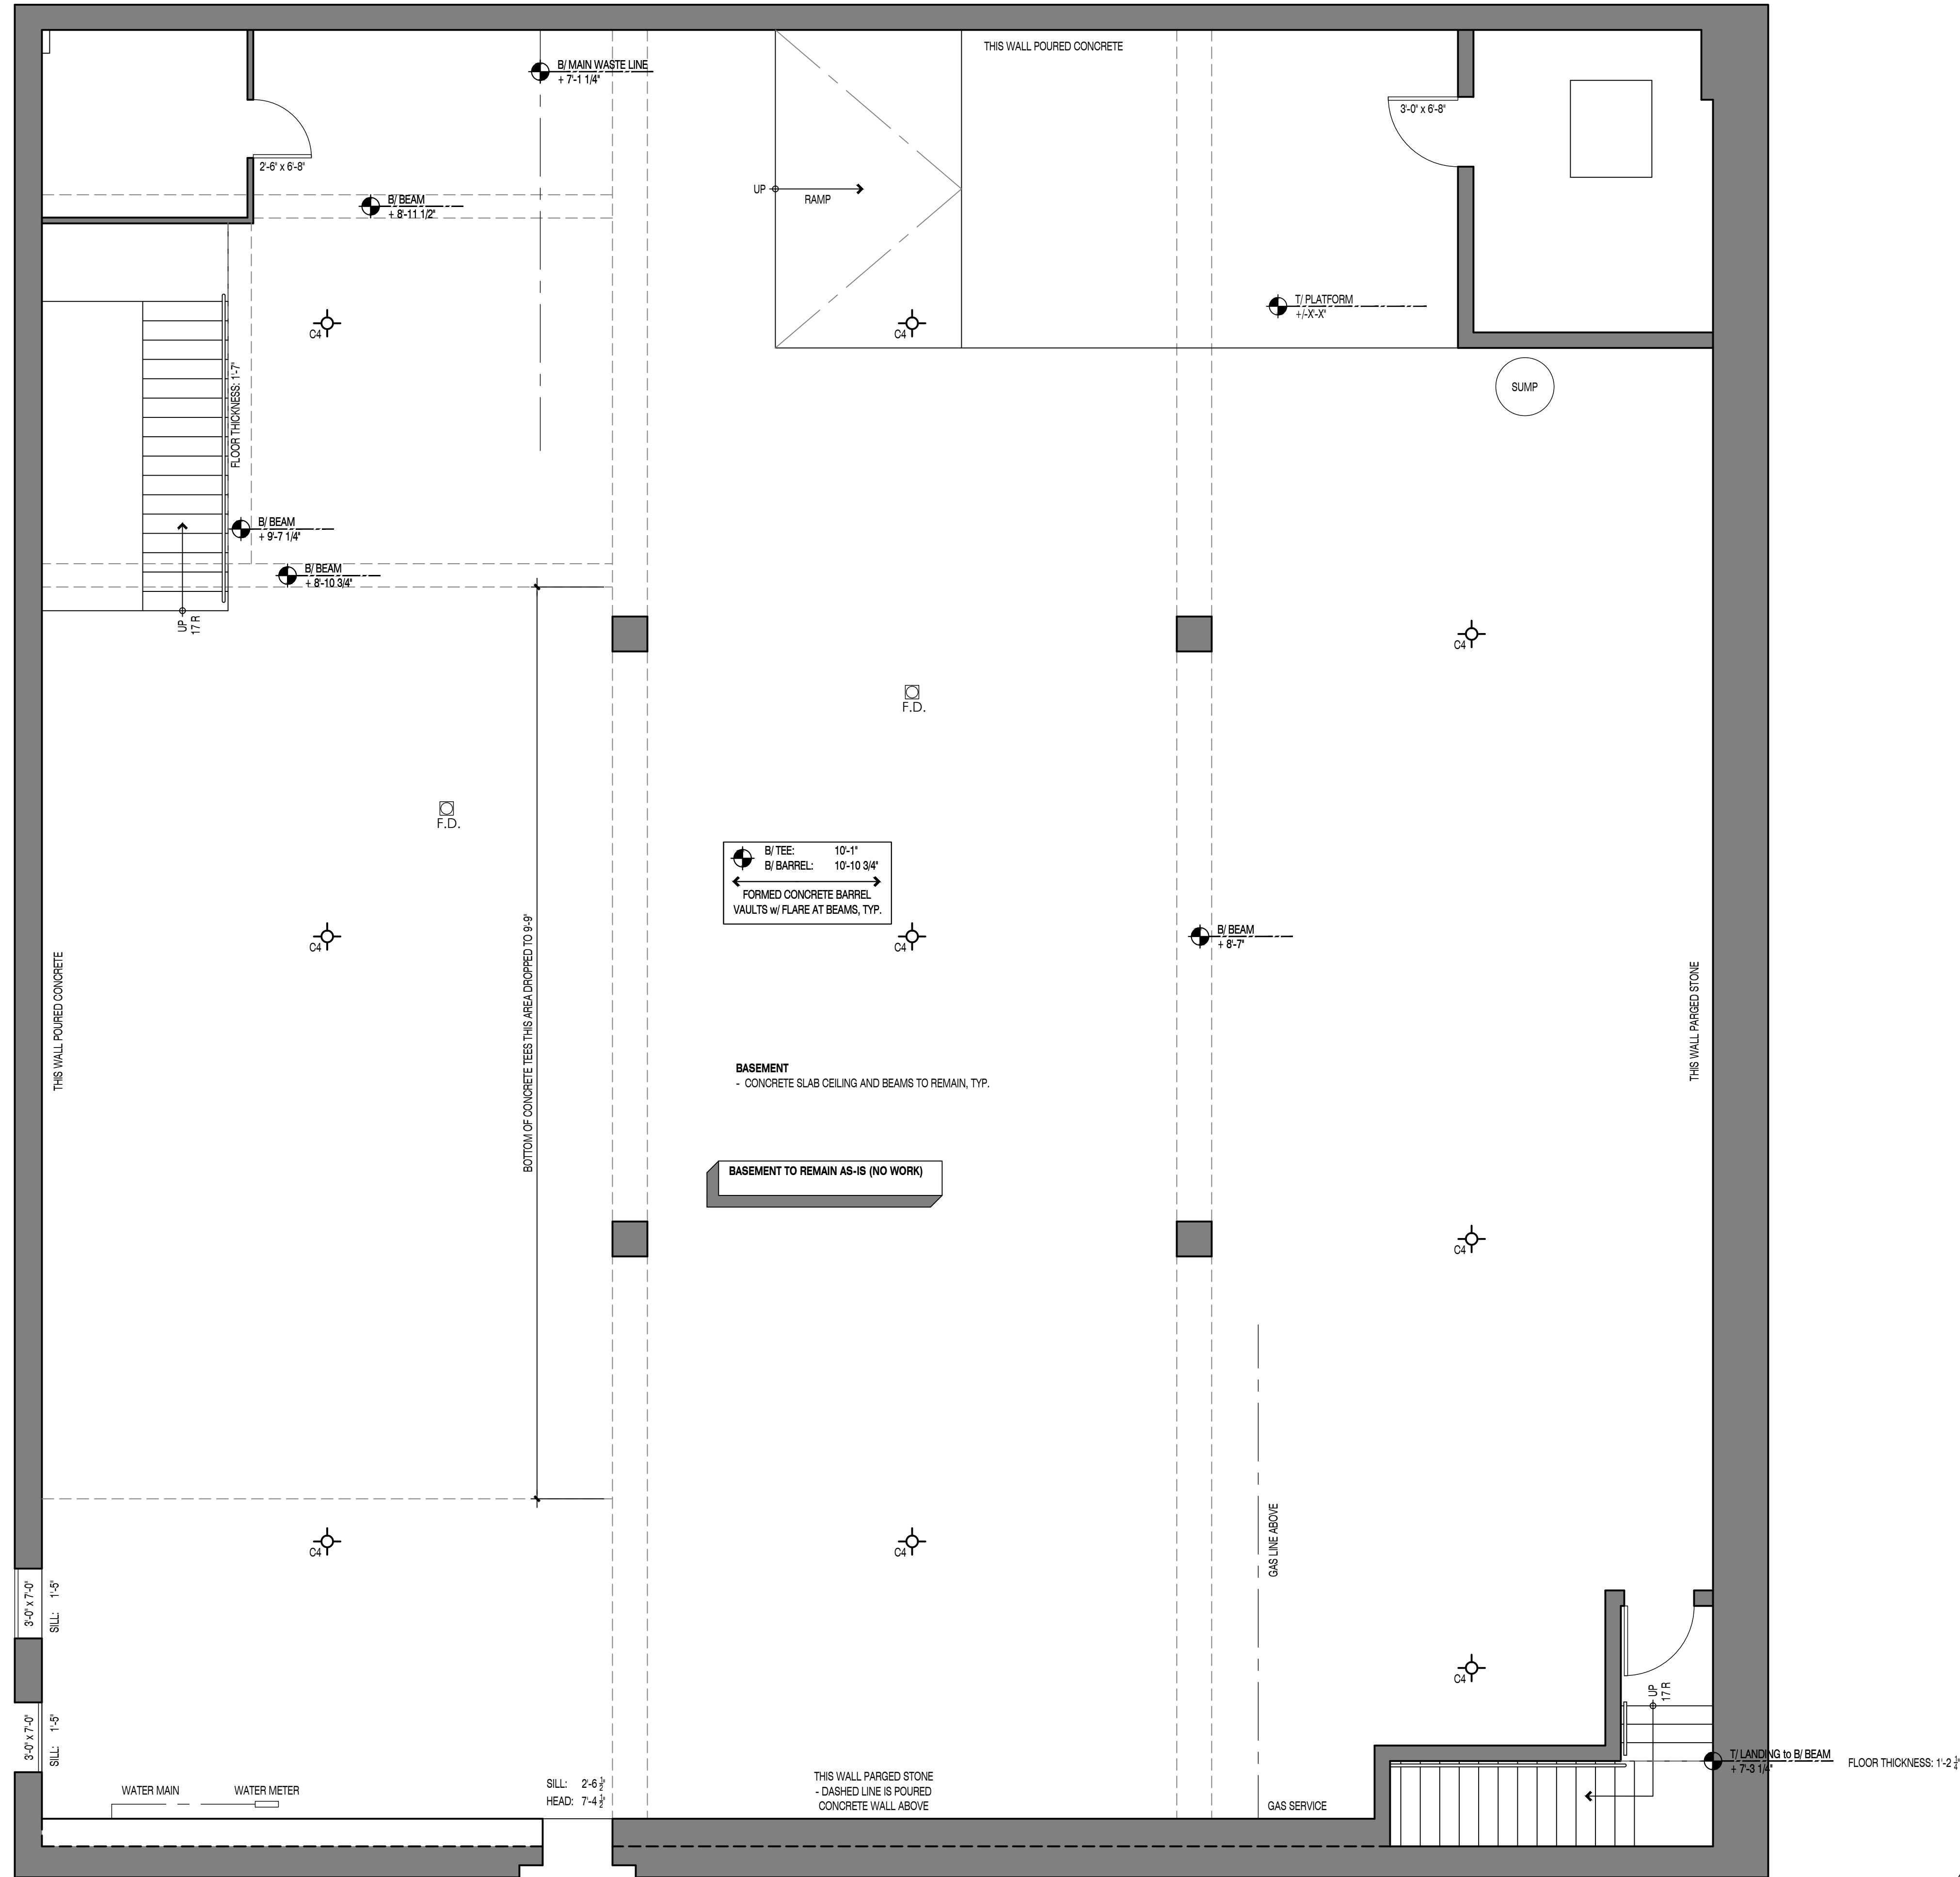 THIS WALL POURED CONCRETE
B/ MAIN WASTE LINE
+ 7'-1 1/4"
3'-0" x 6'-8"
2'-6" x 6'-8"
UP
RAMP
B/ BEAM
+ 8'-11 1/2"
T/ PLATFORM
+/-X'-X"
C4
C4
FLOOR THICKNESS: 1'-7"
SUMP
B/ BEAM
+ 9'-7 1/4"
B/ BEAM
+ 8'-10 3/4"
UP
17 R
C4
F.D.
F.D.
B/ TEE: 10'-1"
B/ BARREL: 10'-10 3/4"
FORMED CONCRETE BARREL
VAULTS w/ FLARE AT BEAMS, TYP.
BOTTOM OF CONCRETE TEES THIS AREA DROPPED TO 9'-9"
C4
C4
B/ BEAM
+ 8'-7"
THIS WALL POURED CONCRETE
THIS WALL PARGED STONE
BASEMENT
- CONCRETE SLAB CEILING AND BEAMS TO REMAIN, TYP.
BASEMENT TO REMAIN AS-IS (NO WORK)
C4
C4
C4
GAS LINE ABOVE
3'-0" x 7'-0"
SILL: 1'-5"
C4
UP
17 R
3'-0" x 7'-0"
SILL: 1'-5"
T/ LANDING to B/ BEAM
+ 7'-3 1/4"
FLOOR THICKNESS: 1'-2 1/4"
WATER MAIN
WATER METER
SILL: 2'-6 1/2"
HEAD: 7'-4 1/2"
THIS WALL PARGED STONE
- DASHED LINE IS POURED
CONCRETE WALL ABOVE
GAS SERVICE